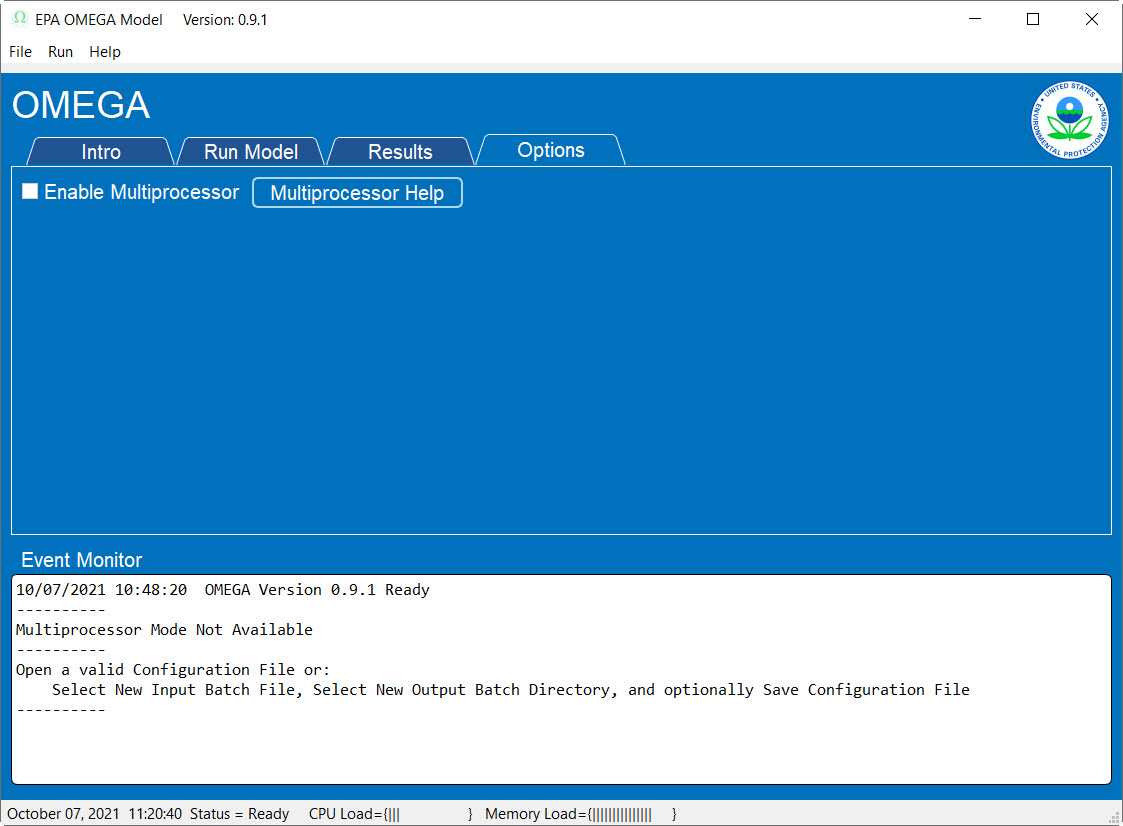 EPA OMEGA Model Version: 0.9.1
File Run Help
OMEGA
UNITED STATES ENVIRONMENTAL PROTECTION AGENCY
Intro Run Model Results Options
Enable Multiprocessor Multiprocessor Help
Event Monitor
10/07/2021 10:48:20  OMEGA Version 0.9.1 Ready
----------
Multiprocessor Mode Not Available
----------
Open a valid Configuration File or:
    Select New Input Batch File, Select New Output Batch Directory, and optionally Save Configuration File
----------
October 07, 2021 11:20:40 Status = Ready CPU Load={||| } Memory Load={|||||||||||||| }